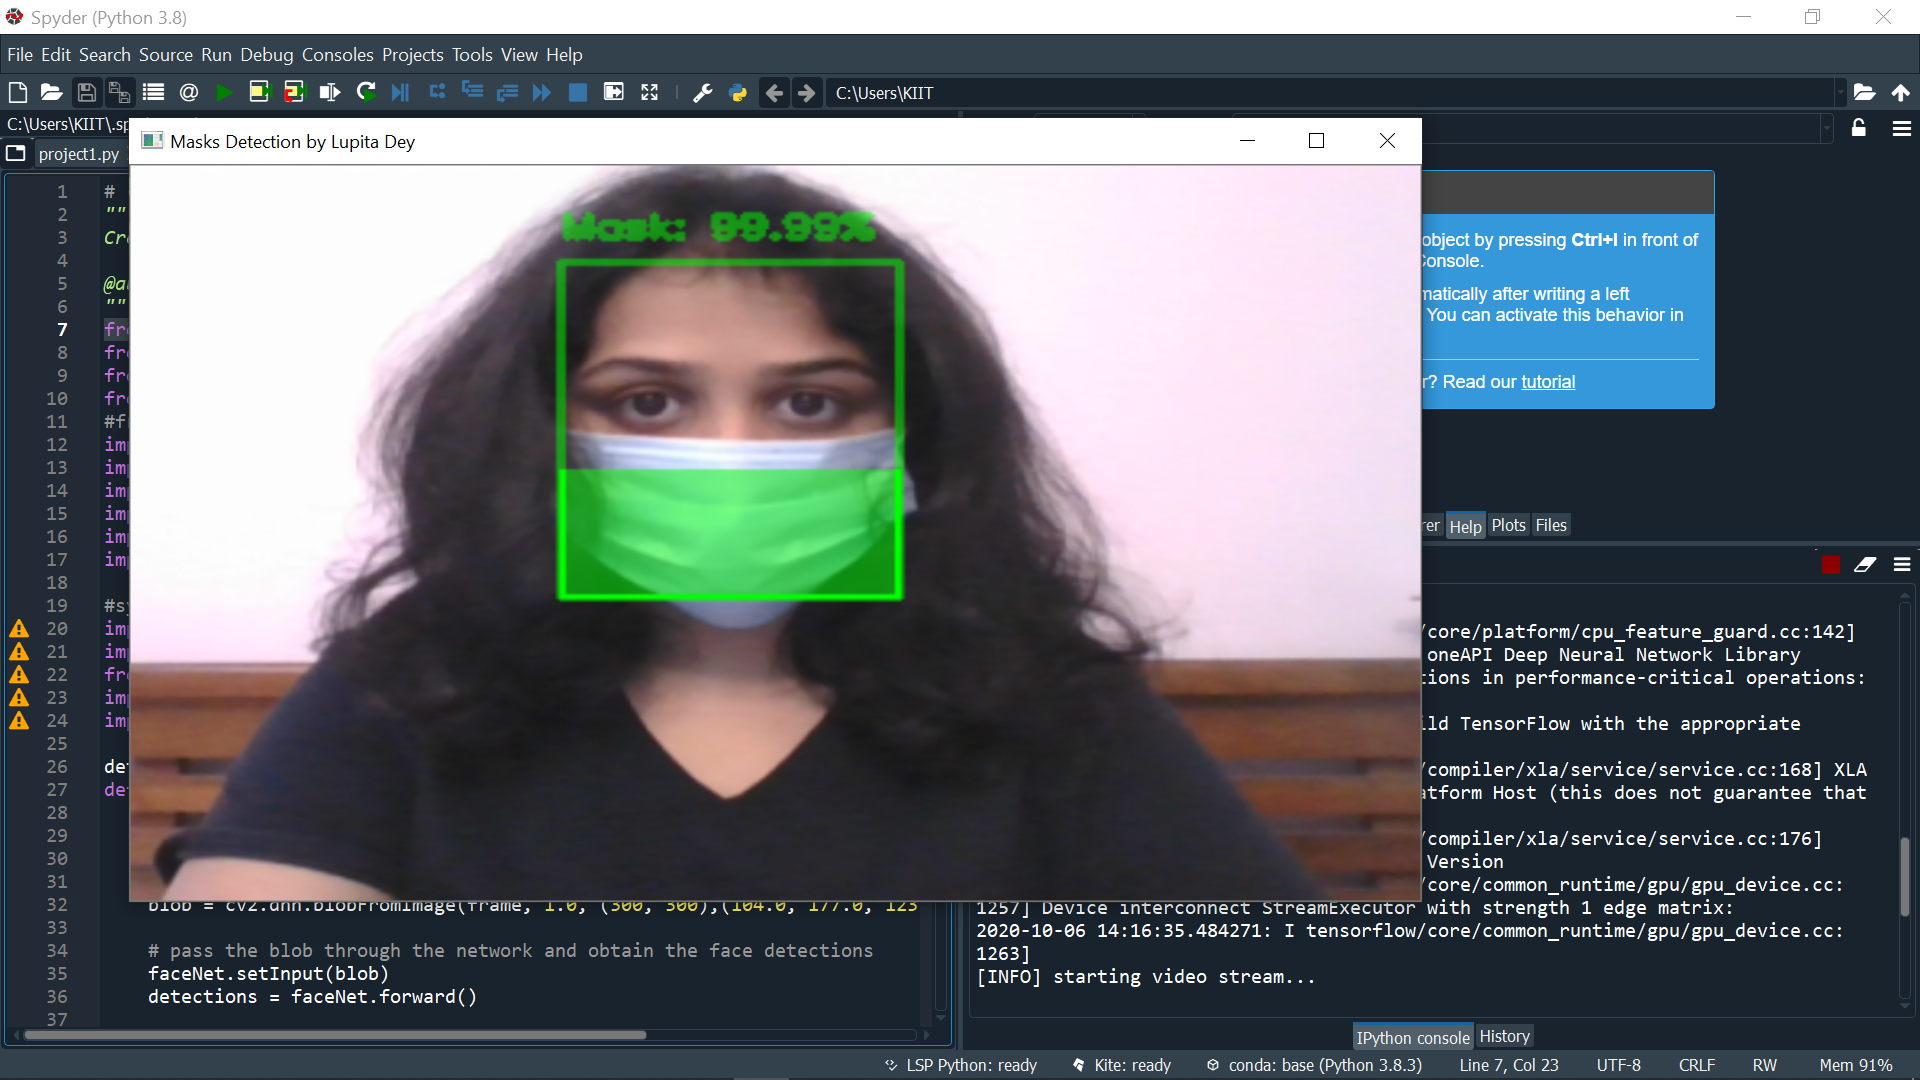 Spyder (Python 3.8)
File Edit Search Source Run Debug Consoles Projects Tools View Help
C:\Users\KIIT
C:\Users\KIIT\.sp
project1.py
Masks Detection by Lupita Dey
Mask: 99.99%
1 #
2 ""
3 Cr
4
5 @a
6 ""
7 fr
8 fr
9 fr
10 fr
11 #f
12 im
13 im
14 im
15 im
16 im
17 im
18
19 #s
20 im
21 im
22 fr
23 im
24 im
25
26 de
27 de
28
29
30
31
32 blob = cv2.dnn.blobFromImage(frame, 1.0, (300, 300),(104.0, 177.0, 123
33
34 # pass the blob through the network and obtain the face detections
35 faceNet.setInput(blob)
36 detections = faceNet.forward()
37
object by pressing Ctrl+I in front of
Console.
matically after writing a left
You can activate this behavior in
r? Read our tutorial
rer Help Plots Files
/core/platform/cpu_feature_guard.cc:142]
oneAPI Deep Neural Network Library
tions in performance-critical operations:
ild TensorFlow with the appropriate
/compiler/xla/service/service.cc:168] XLA
atform Host (this does not guarantee that
/compiler/xla/service/service.cc:176]
Version
/core/common_runtime/gpu/gpu_device.cc:
1257] Device interconnect StreamExecutor with strength 1 edge matrix:
2020-10-06 14:16:35.484271: I tensorflow/core/common_runtime/gpu/gpu_device.cc:
1263]
[INFO] starting video stream...
IPython console History
LSP Python: ready Kite: ready conda: base (Python 3.8.3) Line 7, Col 23 UTF-8 CRLF RW Mem 91%